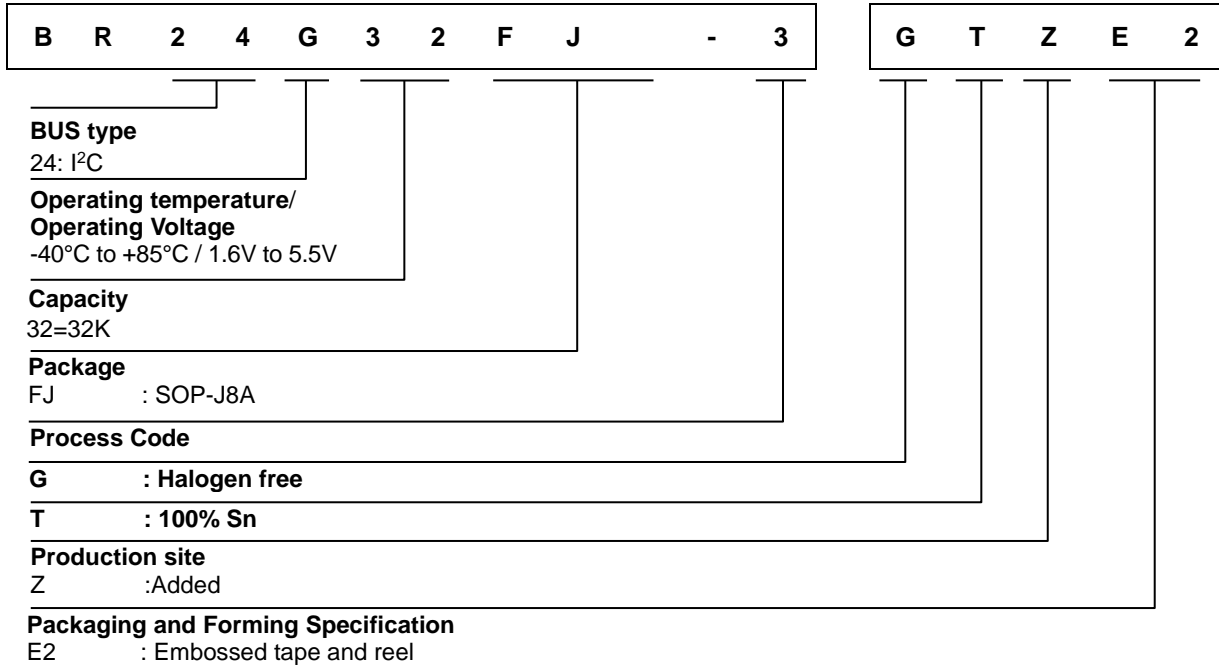 B R 2 4 G 3 2 F J - 3 G T Z E 2
BUS type
24: I²C
Operating temperature/
Operating Voltage
-40°C to +85°C / 1.6V to 5.5V
Capacity
32=32K
Package
FJ : SOP-J8A
Process Code
G : Halogen free
T : 100% Sn
Production site
Z :Added
Packaging and Forming Specification
E2 : Embossed tape and reel